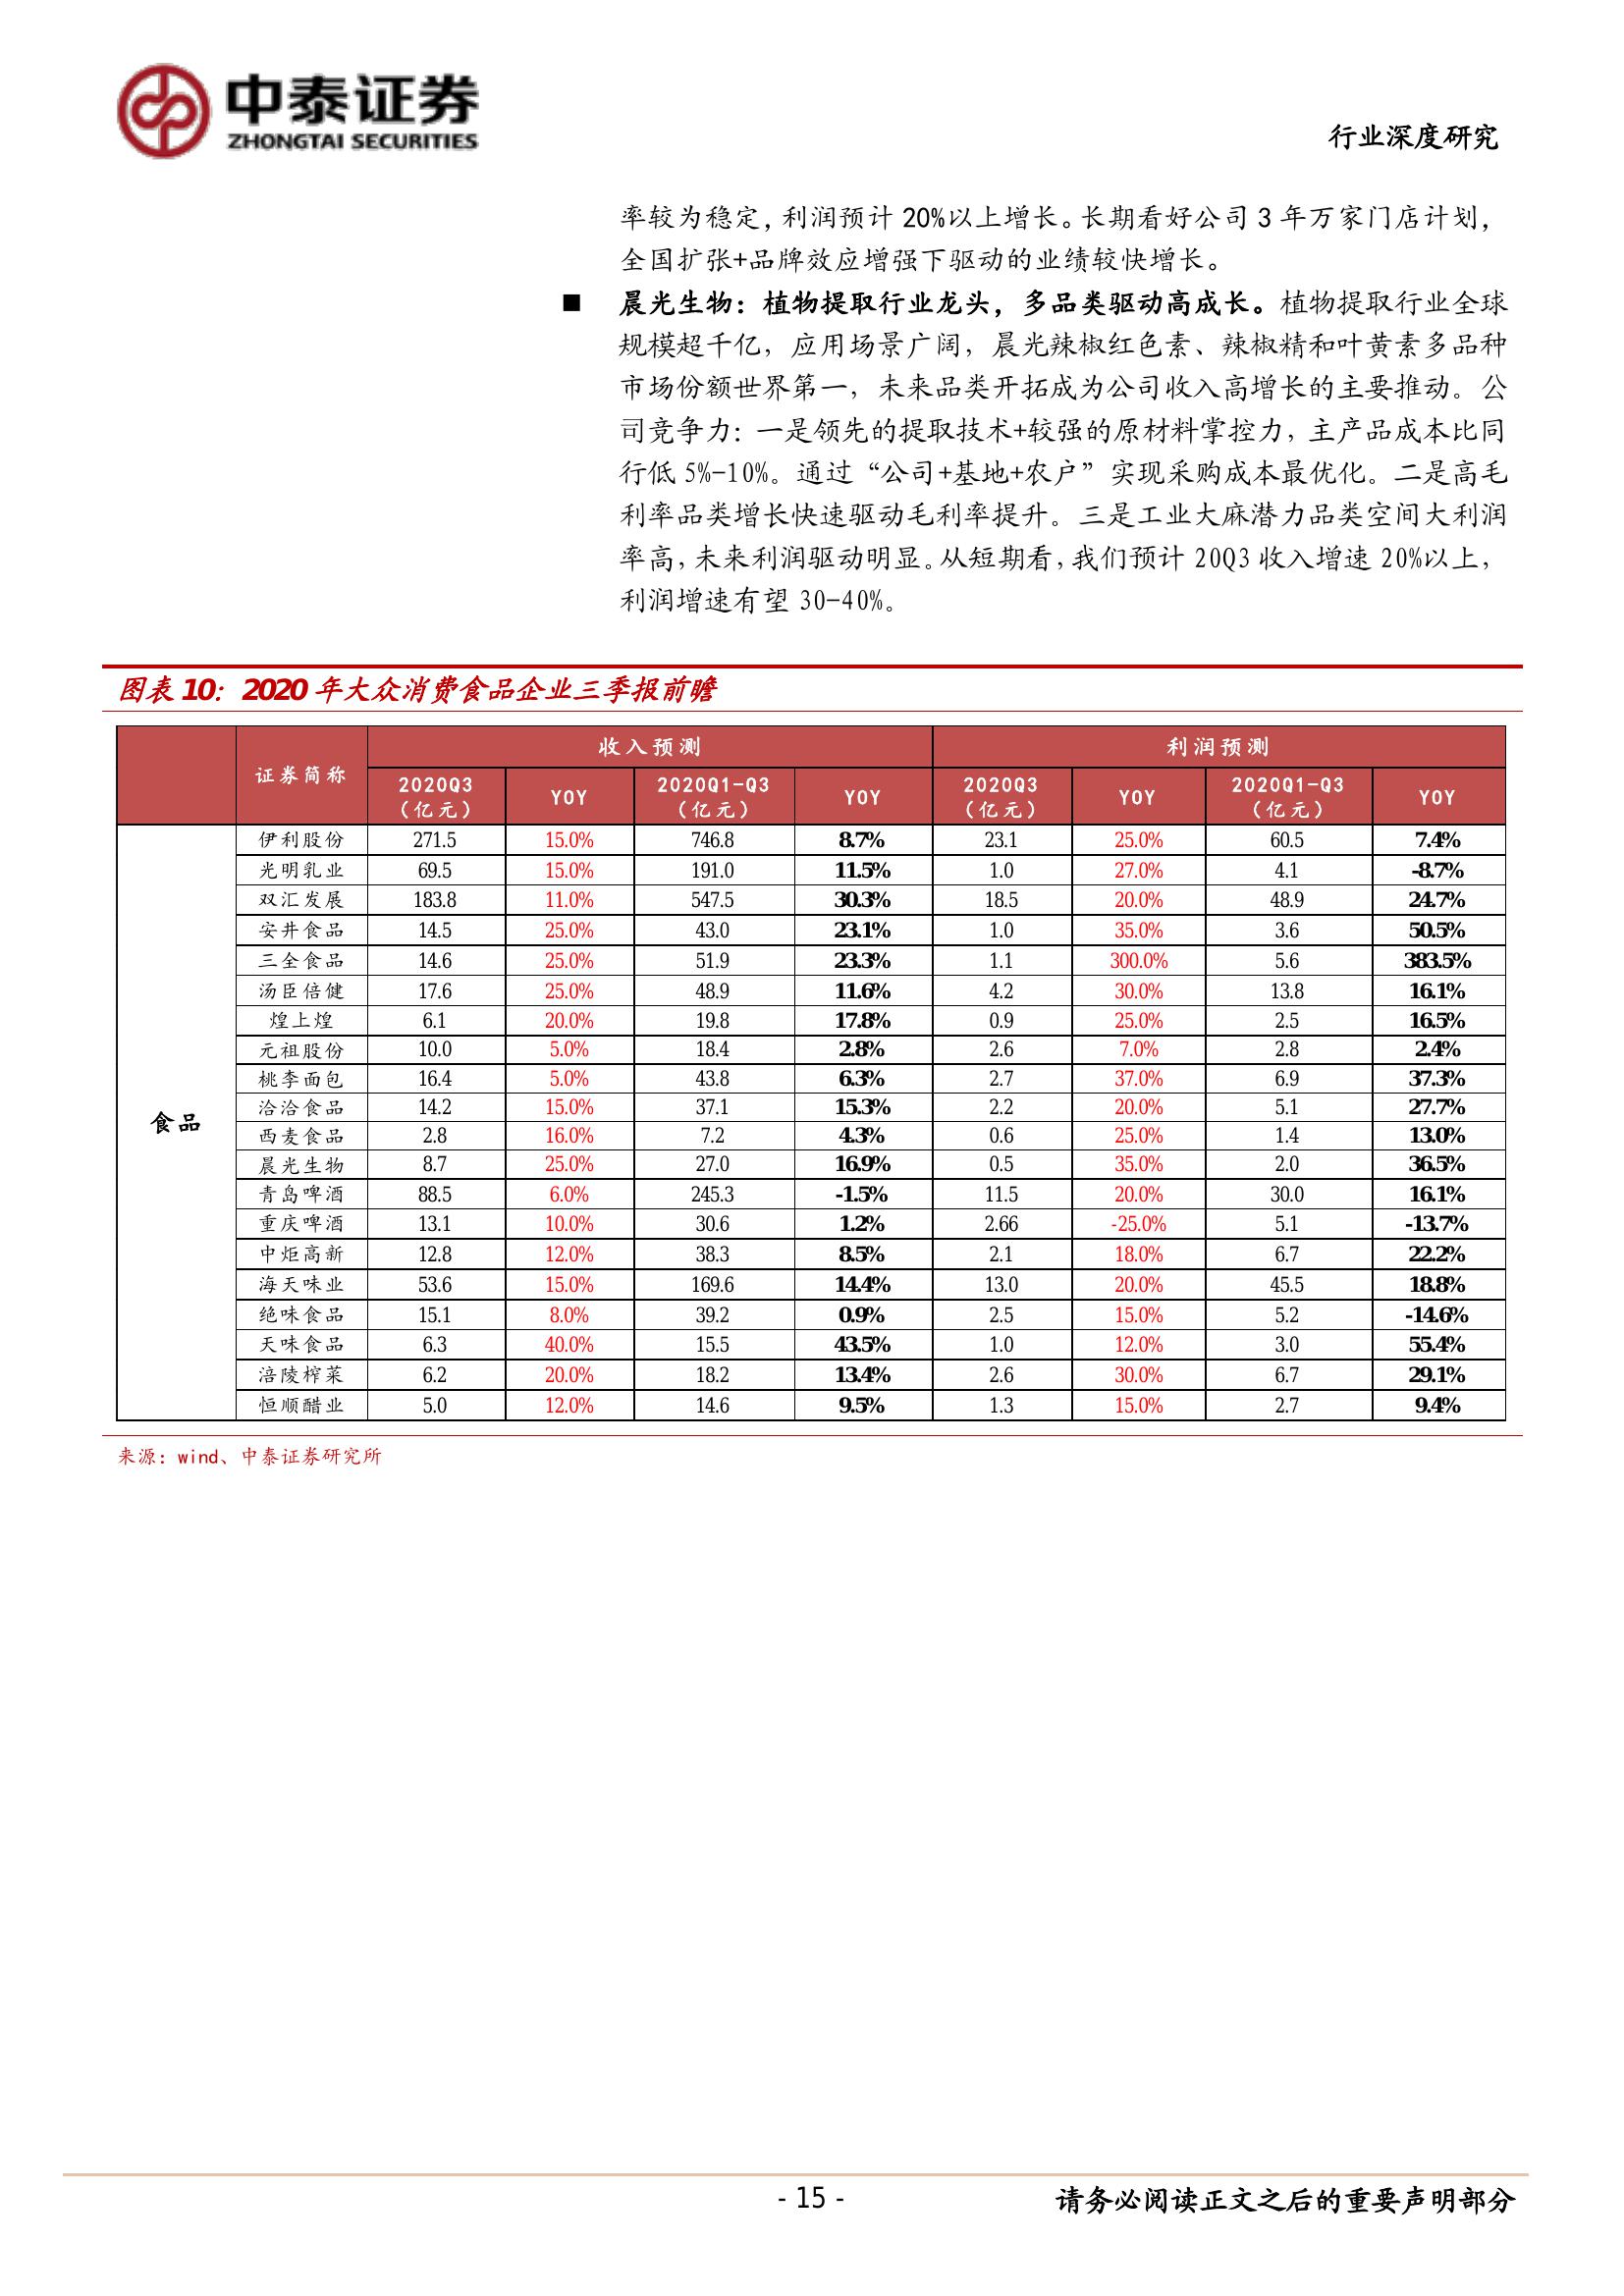 中泰证券
ZHONGTAI SECURITIES
行业深度研究
率较为稳定，利润预计 20%以上增长。长期看好公司 3 年万家门店计划，
全国扩张+品牌效应增强下驱动的业绩较快增长。
■ 晨光生物：植物提取行业龙头，多品类驱动高成长。植物提取行业全球
规模超千亿，应用场景广阔，晨光辣椒红色素、辣椒精和叶黄素多品种
市场份额世界第一，未来品类开拓成为公司收入高增长的主要推动。公
司竞争力：一是领先的提取技术+较强的原材料掌控力，主产品成本比同
行低 5%-10%。通过“公司+基地+农户”实现采购成本最优化。二是高毛
利率品类增长快速驱动毛利率提升。三是工业大麻潜力品类空间大利润
率高，未来利润驱动明显。从短期看，我们预计 20Q3 收入增速 20%以上，
利润增速有望 30-40%。
图表 10：2020 年大众消费食品企业三季报前瞻
证券简称 收入预测 利润预测
2020Q3（亿元） YOY 2020Q1-Q3（亿元） YOY 2020Q3（亿元） YOY 2020Q1-Q3（亿元） YOY
食品
伊利股份 271.5 15.0% 746.8 8.7% 23.1 25.0% 60.5 7.4%
光明乳业 69.5 15.0% 191.0 11.5% 1.0 27.0% 4.1 -8.7%
双汇发展 183.8 11.0% 547.5 30.3% 18.5 20.0% 48.9 24.7%
安井食品 14.5 25.0% 43.0 23.1% 1.0 35.0% 3.6 50.5%
三全食品 14.6 25.0% 51.9 23.3% 1.1 300.0% 5.6 383.5%
汤臣倍健 17.6 25.0% 48.9 11.6% 4.2 30.0% 13.8 16.1%
煌上煌 6.1 20.0% 19.8 17.8% 0.9 25.0% 2.5 16.5%
元祖股份 10.0 5.0% 18.4 2.8% 2.6 7.0% 2.8 2.4%
桃李面包 16.4 5.0% 43.8 6.3% 2.7 37.0% 6.9 37.3%
洽洽食品 14.2 15.0% 37.1 15.3% 2.2 20.0% 5.1 27.7%
西麦食品 2.8 16.0% 7.2 4.3% 0.6 25.0% 1.4 13.0%
晨光生物 8.7 25.0% 27.0 16.9% 0.5 35.0% 2.0 36.5%
青岛啤酒 88.5 6.0% 245.3 -1.5% 11.5 20.0% 30.0 16.1%
重庆啤酒 13.1 10.0% 30.6 1.2% 2.66 -25.0% 5.1 -13.7%
中炬高新 12.8 12.0% 38.3 8.5% 2.1 18.0% 6.7 22.2%
海天味业 53.6 15.0% 169.6 14.4% 13.0 20.0% 45.5 18.8%
绝味食品 15.1 8.0% 39.2 0.9% 2.5 15.0% 5.2 -14.6%
天味食品 6.3 40.0% 15.5 43.5% 1.0 12.0% 3.0 55.4%
涪陵榨菜 6.2 20.0% 18.2 13.4% 2.6 30.0% 6.7 29.1%
恒顺醋业 5.0 12.0% 14.6 9.5% 1.3 15.0% 2.7 9.4%
来源：wind、中泰证券研究所
- 15 -
请务必阅读正文之后的重要声明部分